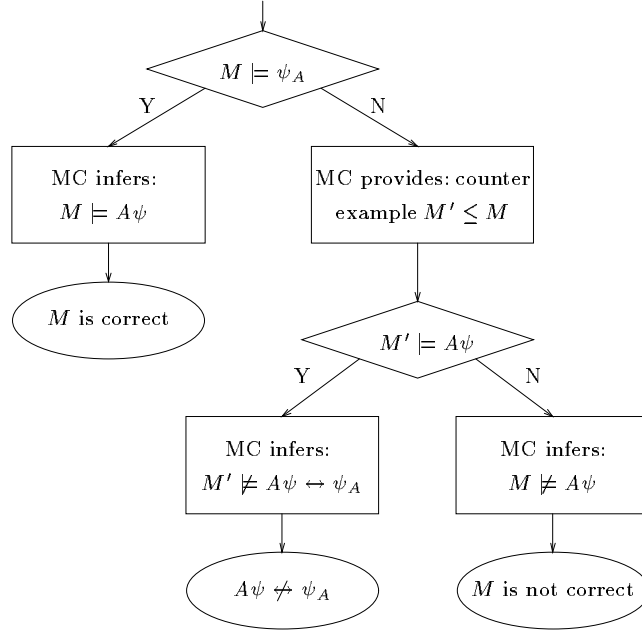 M ⊨ ψ_A
Y
N
MC infers:
M ⊨ Aψ
MC provides: counter
example M′ ≤ M
M is correct
M′ ⊨ Aψ
Y
N
MC infers:
M′ ⊭ Aψ ↔ ψ_A
MC infers:
M ⊭ Aψ
Aψ ↮ ψ_A
M is not correct